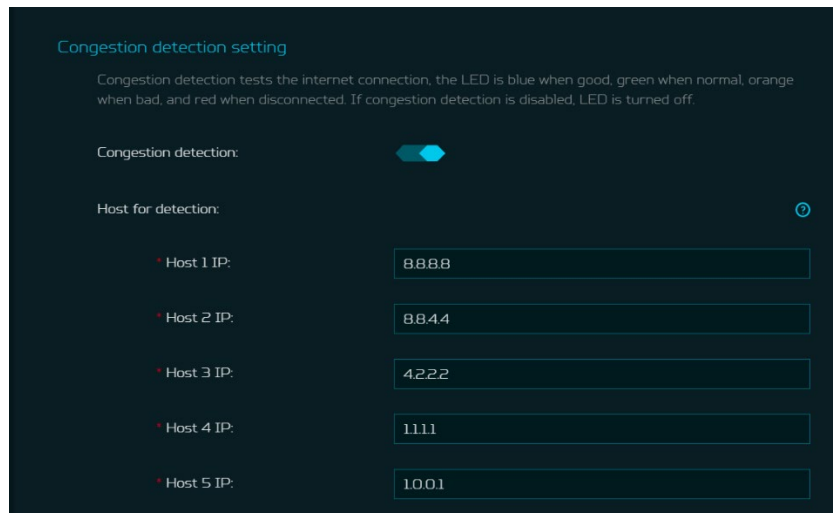 Congestion detection setting
Congestion detection tests the internet connection, the LED is blue when good, green when normal, orange
when bad, and red when disconnected. If congestion detection is disabled, LED is turned off.
Congestion detection:
Host for detection:
?
* Host 1 IP:
8.8.8.8
* Host 2 IP:
8.8.4.4
* Host 3 IP:
4.2.2.2
* Host 4 IP:
1.1.1.1
* Host 5 IP:
1.0.0.1